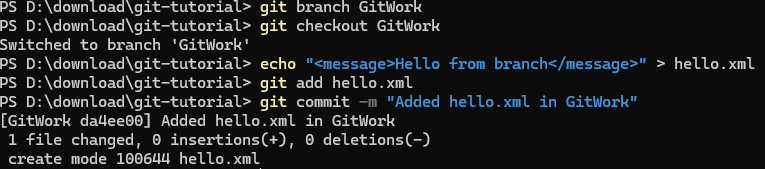 PS D:\download\git-tutorial> git branch GitWork
PS D:\download\git-tutorial> git checkout GitWork
Switched to branch 'GitWork'
PS D:\download\git-tutorial> echo "<message>Hello from branch</message>" > hello.xml
PS D:\download\git-tutorial> git add hello.xml
PS D:\download\git-tutorial> git commit -m "Added hello.xml in GitWork"
[GitWork da4ee00] Added hello.xml in GitWork
 1 file changed, 0 insertions(+), 0 deletions(-)
 create mode 100644 hello.xml